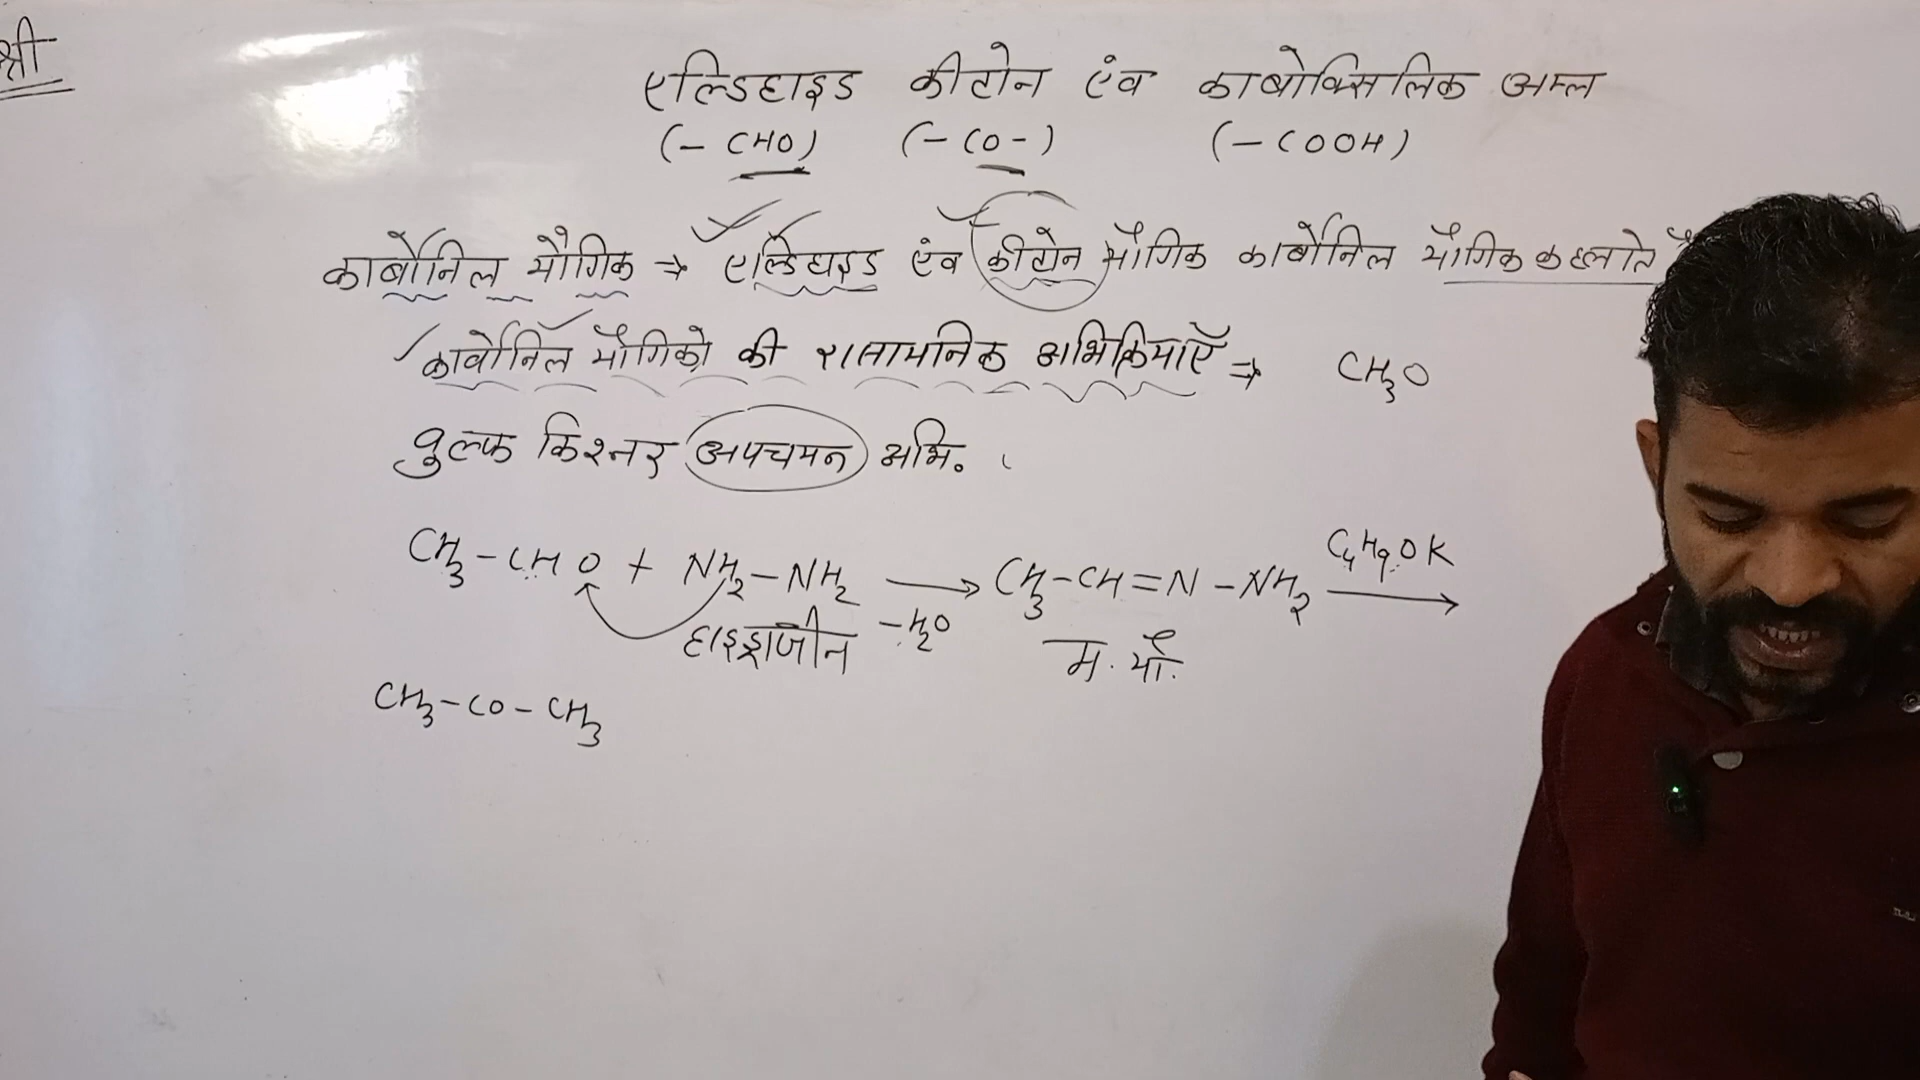 श्री
एल्डिहाइड कीटोन एंव कार्बोक्सिलिक अम्ल
(- CHO) (- CO -) (- COOH)
कार्बोनिल यौगिक → एल्डिहाइड एंव कीटोन यौगिक कार्बोनिल यौगिक कहलाते
कार्बोनिल यौगिको की रासायनिक अभिक्रियाएँ ⇒ CH₃O
वुल्फ किश्नर अपचयन अभि.
CH₃-CHO + NH₂-NH₂ → CH₃-CH=N-NH₂ C₄H₉OK →
हाइड्राजीन -H₂O म. यौ.
CH₃-CO-CH₃